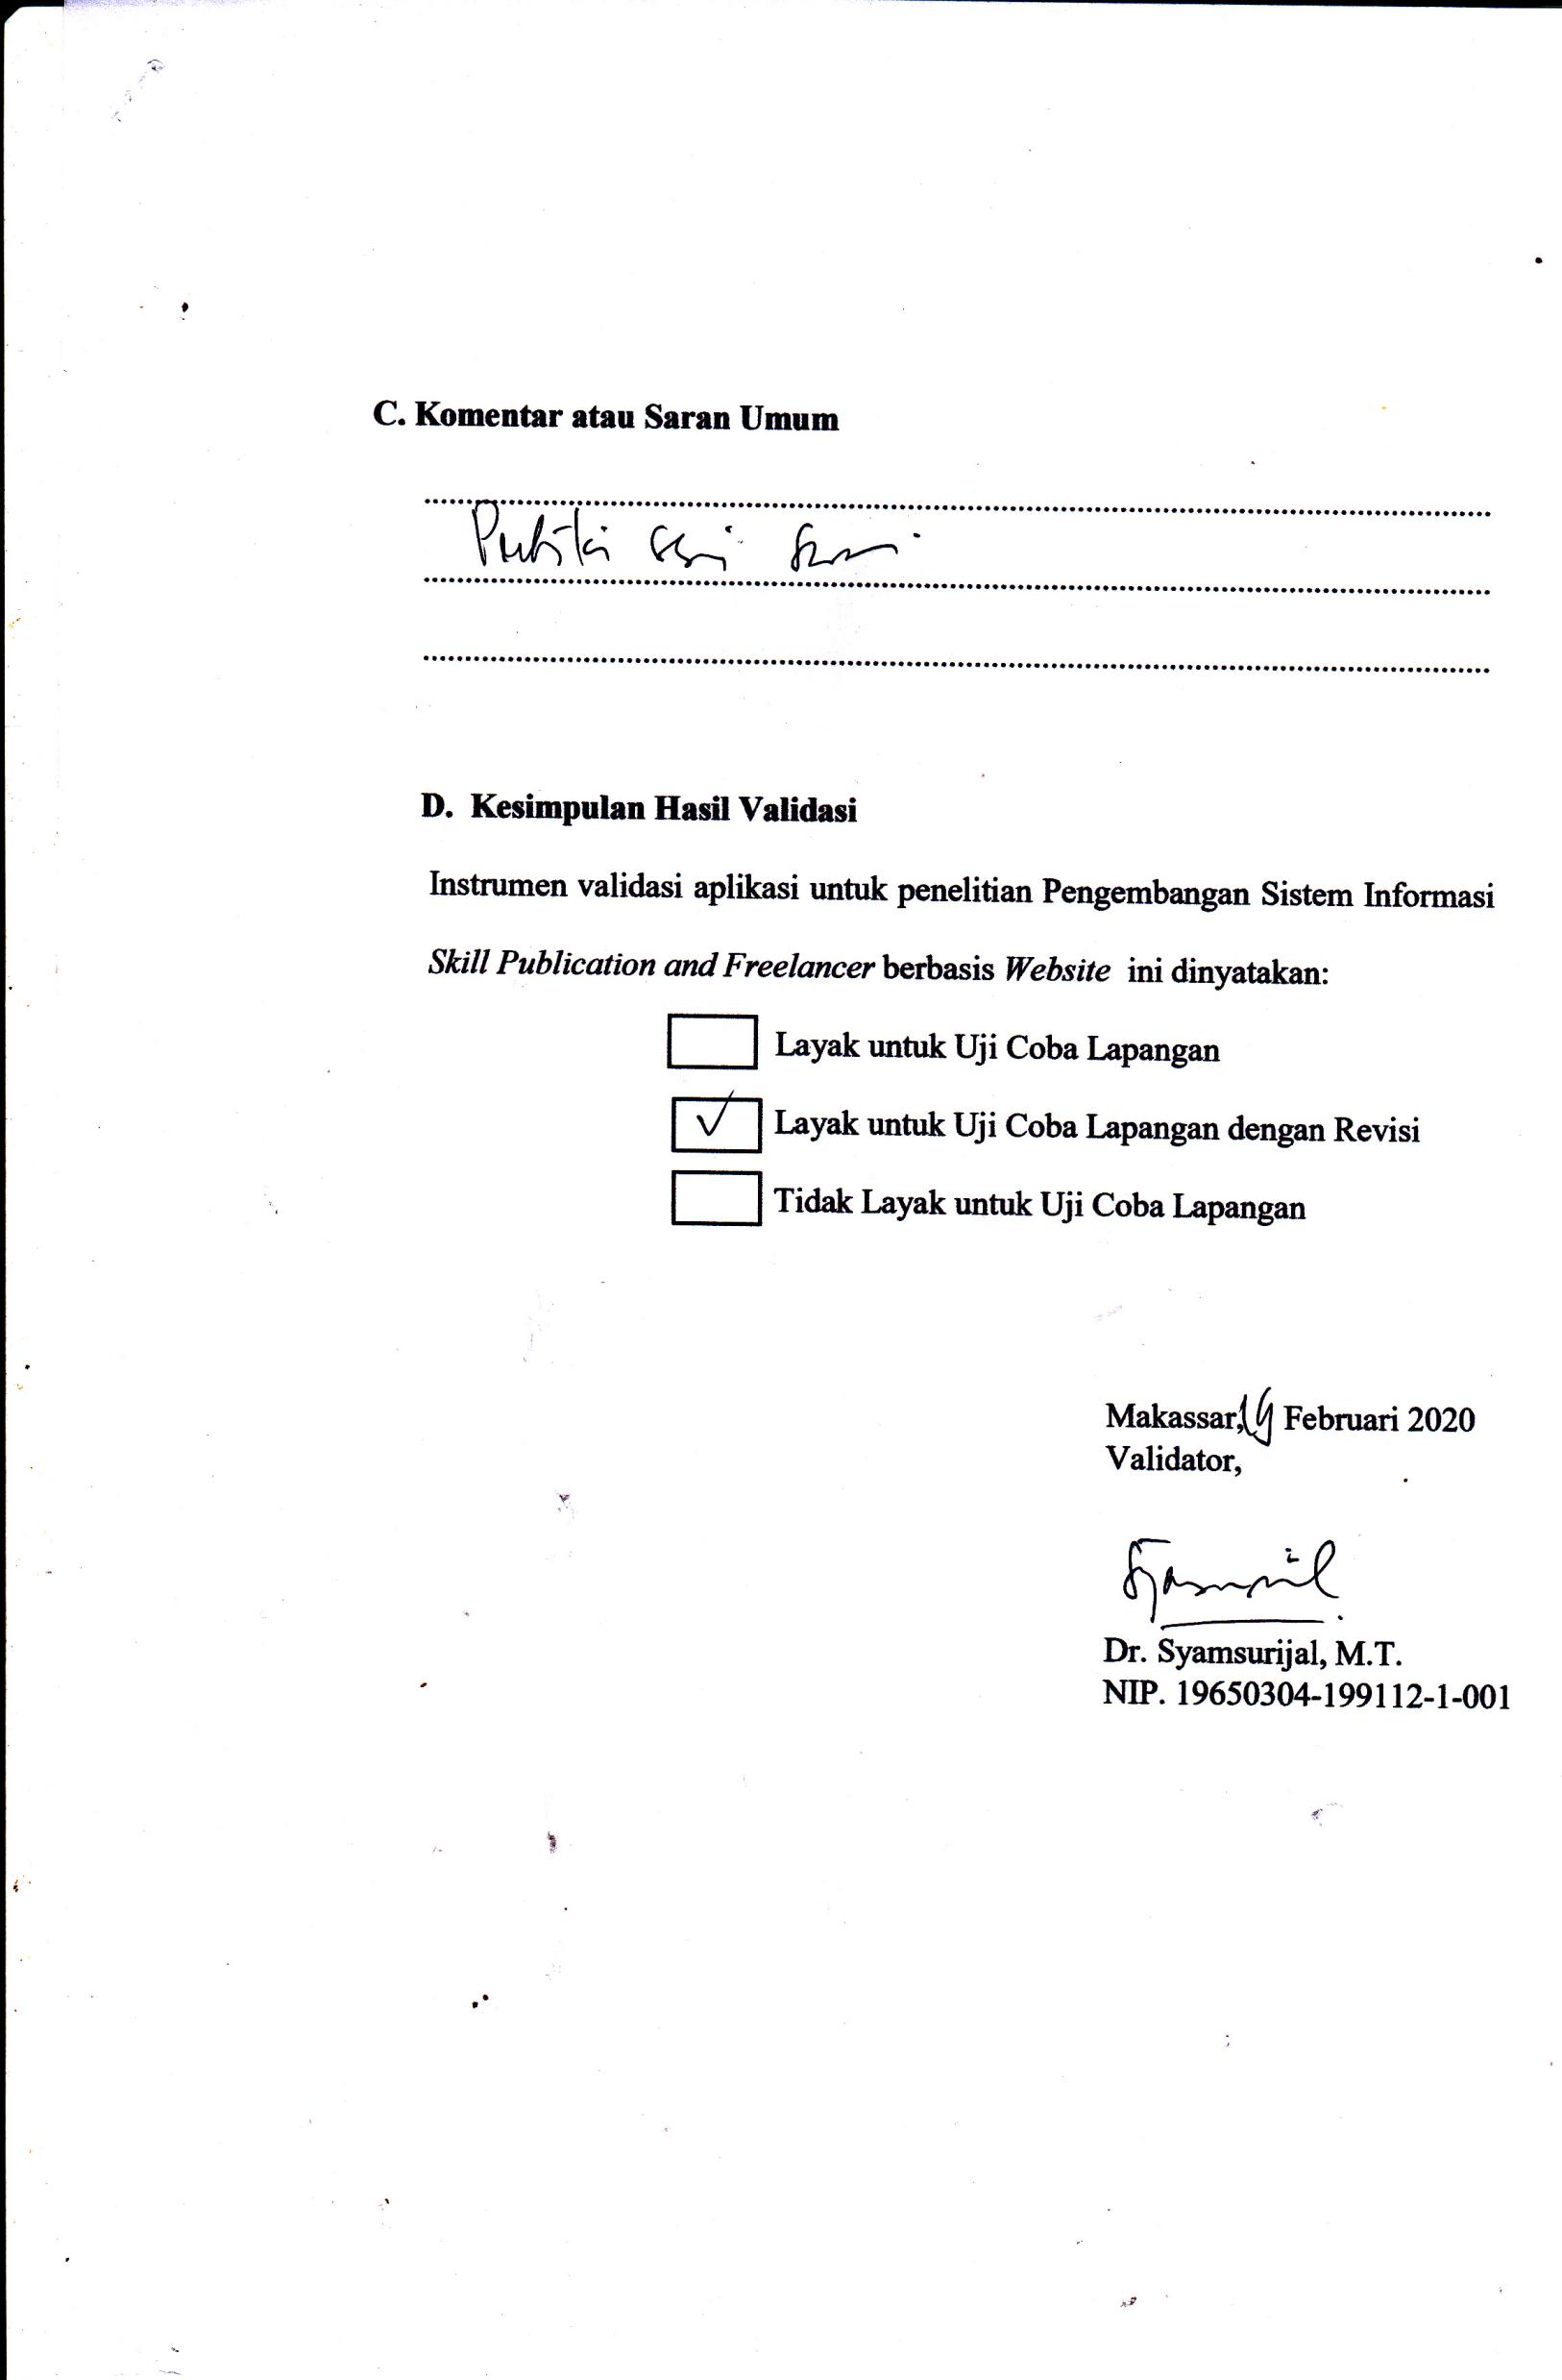 C. Komentar atau Saran Umum
D. Kesimpulan Hasil Validasi
Instrumen validasi aplikasi untuk penelitian Pengembangan Sistem Informasi
Skill Publication and Freelancer berbasis Website ini dinyatakan:
Layak untuk Uji Coba Lapangan
✓ Layak untuk Uji Coba Lapangan dengan Revisi
Tidak Layak untuk Uji Coba Lapangan
Makassar, Februari 2020
Validator,
Dr. Syamsurijal, M.T.
NIP. 19650304-199112-1-001